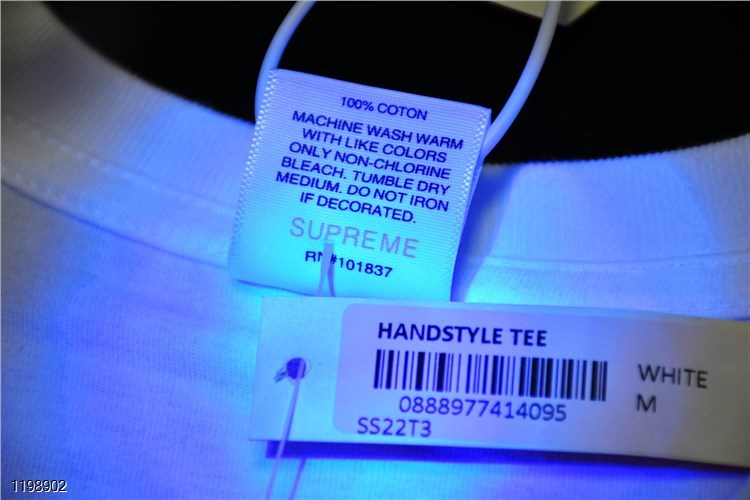 100% COTON
MACHINE WASH WARM
WITH LIKE COLORS
ONLY NON-CHLORINE
BLEACH. TUMBLE DRY
MEDIUM. DO NOT IRON
IF DECORATED.
SUPREME
RN#101837
HANDSTYLE TEE
0888977414095
SS22T3
WHITE
M
1198902